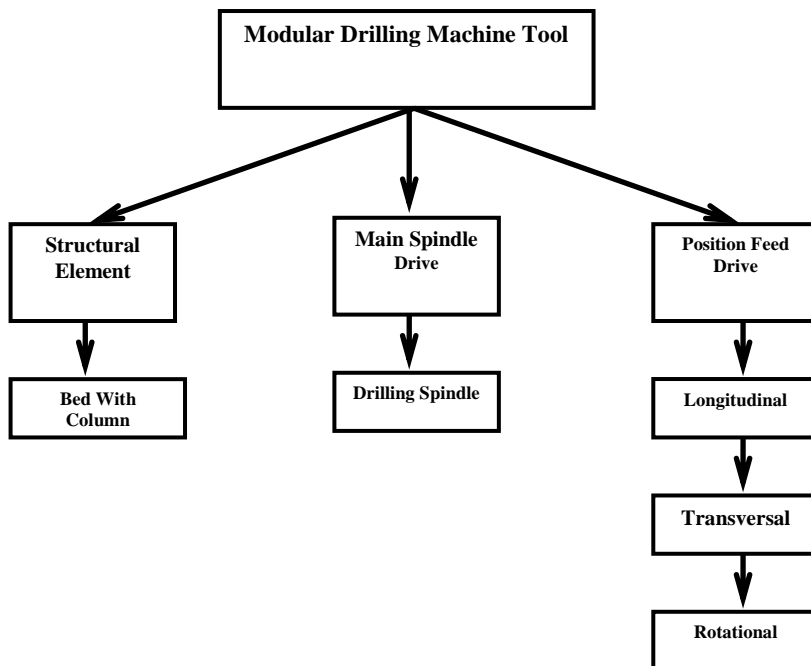 Modular Drilling Machine Tool
Structural
Element
Main Spindle
Drive
Position Feed
Drive
Bed With
Column
Drilling Spindle
Longitudinal
Transversal
Rotational